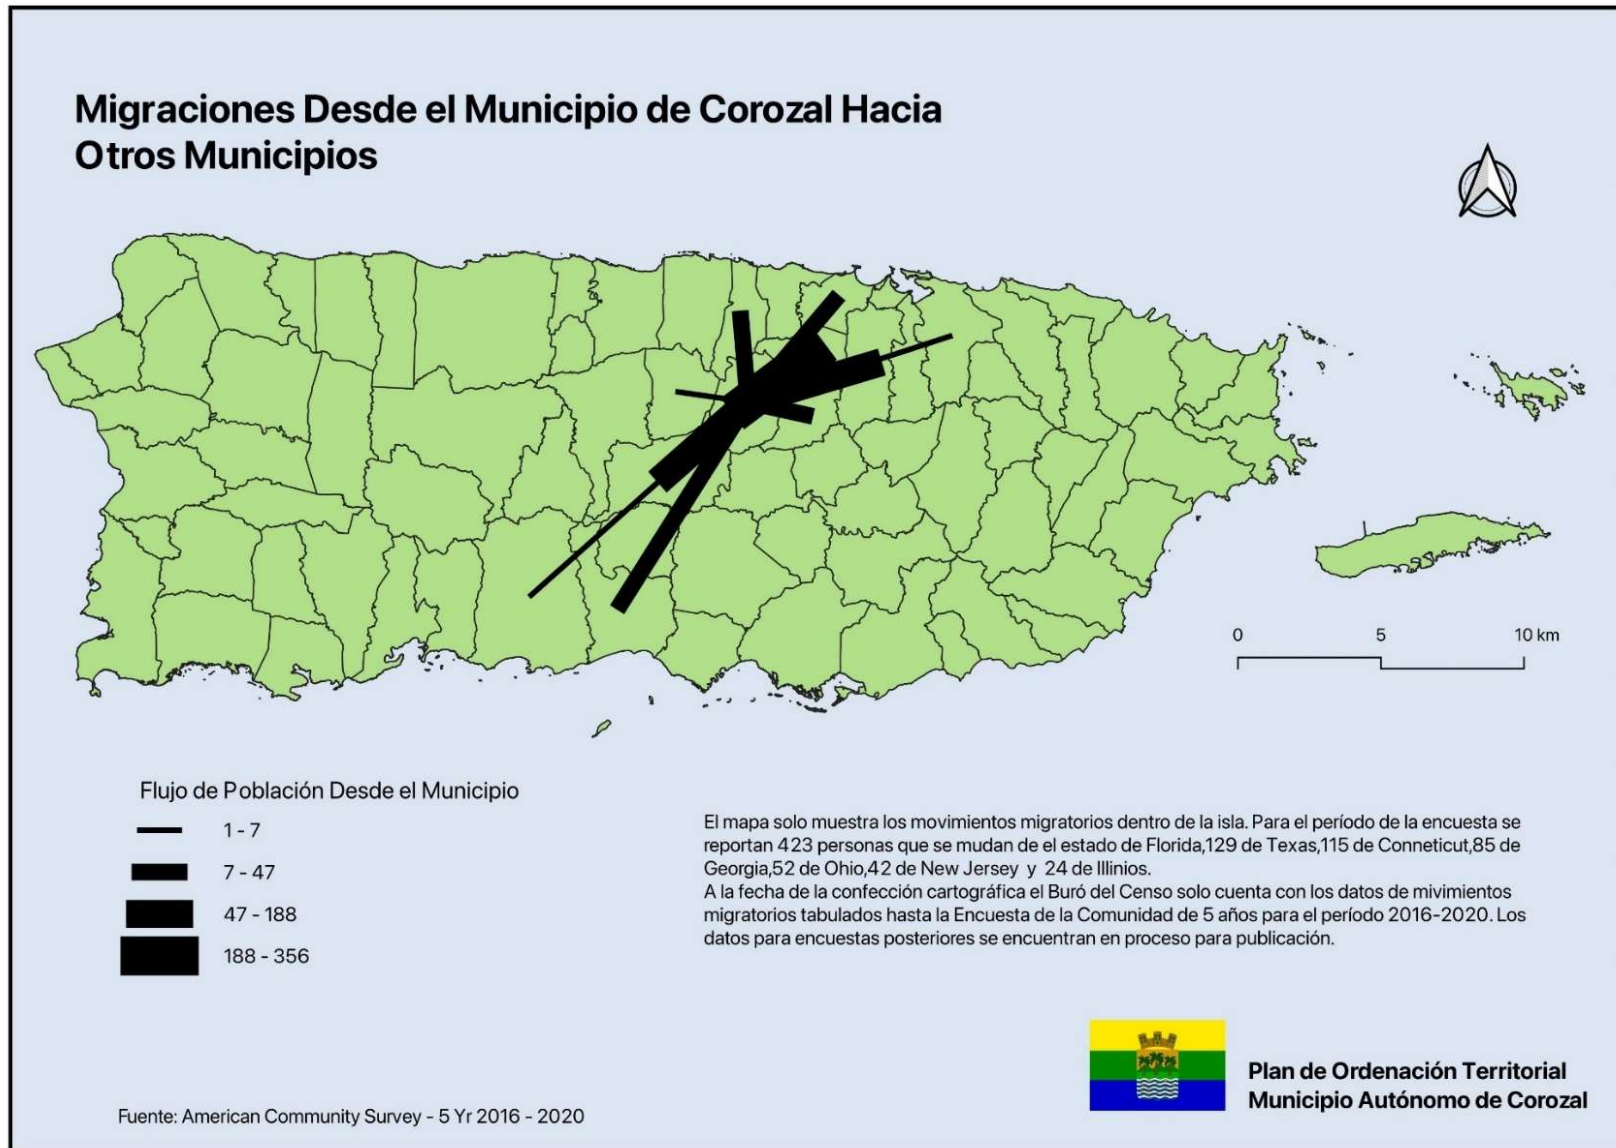 Migraciones Desde el Municipio de Corozal Hacia
Otros Municipios
0 5 10 km
Flujo de Población Desde el Municipio
1 - 7
7 - 47
47 - 188
188 - 356
El mapa solo muestra los movimientos migratorios dentro de la isla. Para el período de la encuesta se
reportan 423 personas que se mudan de el estado de Florida,129 de Texas,115 de Conneticut,85 de
Georgia,52 de Ohio,42 de New Jersey y 24 de Illinios.
A la fecha de la confección cartográfica el Buró del Censo solo cuenta con los datos de mivimientos
migratorios tabulados hasta la Encuesta de la Comunidad de 5 años para el período 2016-2020. Los
datos para encuestas posteriores se encuentran en proceso para publicación.
Plan de Ordenación Territorial
Municipio Autónomo de Corozal
Fuente: American Community Survey - 5 Yr 2016 - 2020